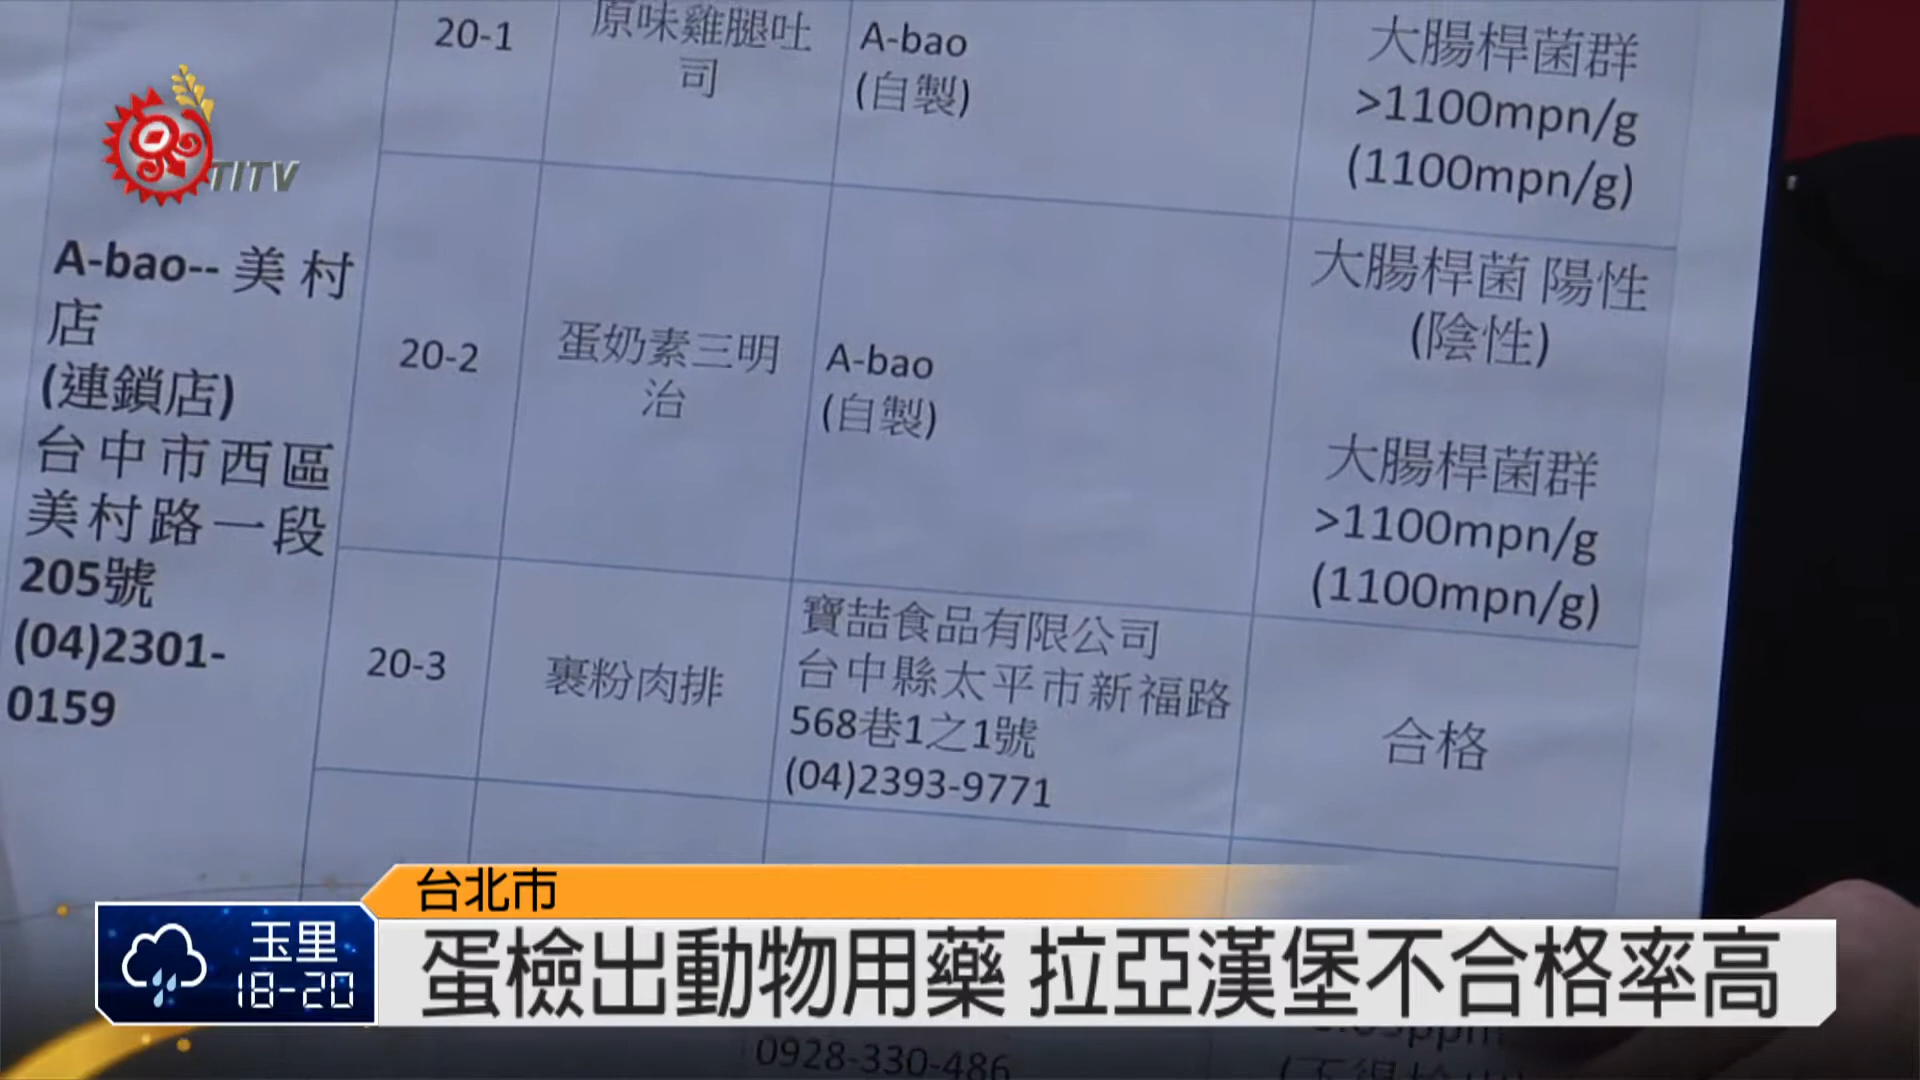 20-1
原味雞腿吐
司
A-bao
(自製)
大腸桿菌群
>1100mpn/g
(1100mpn/g)
TITV
A-bao--美村
店
(連鎖店)
台中市西區
美村路一段
205號
(04)2301-
0159
20-2
蛋奶素三明
治
A-bao
(自製)
大腸桿菌 陽性
(陰性)
大腸桿菌群
>1100mpn/g
(1100mpn/g)
20-3
裹粉肉排
寶喆食品有限公司
台中縣太平市新福路
568巷1之1號
(04)2393-9771
合格
台北市
玉里
18-20
蛋檢出動物用藥 拉亞漢堡不合格率高
0928-330-486